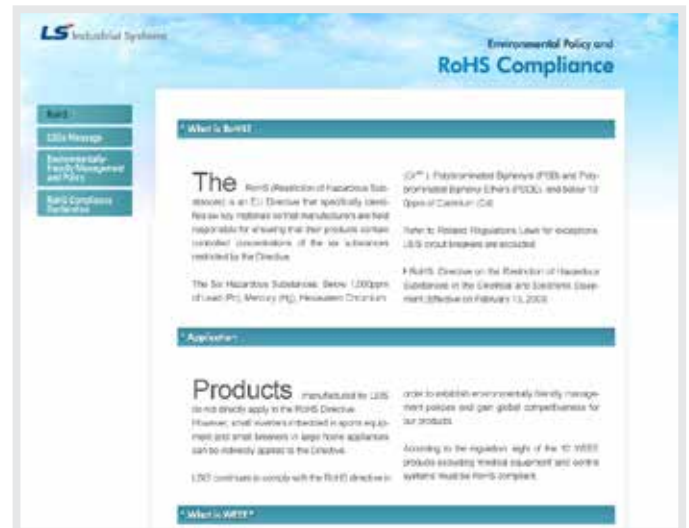 LS Industrial Systems
Environmental Policy and
RoHS Compliance
RoHS
CEOs Message
Environmentally-
Friendly Management
and Policy
RoHS Compliance
Declaration
* What is RoHS?
The RoHS (Restriction of Hazardous Sub-
stances) is an EU Directive that specifically identi-
fies six key materials so that manufacturers are held
responsible for ensuring that their products contain
controlled concentrations of the six substances
restricted by the Directive.
The Six Hazardous Substances: Below 1,000ppm
of Lead (Pb), Mercury (Hg), Hexavalent Chromium
Polybrominated Biphenyls (PBB) and Poly-
brominated Biphenyl Ethers (PBDE), and below 10
0ppm of Cadmium (Cd)
Refer to Related Regulations Laws for exceptions.
LSIS circuit breakers are excluded.
RoHS: Directive on the Restriction of Hazardous
Substances in the Electrical and Electronic Equip-
ment (Effective on February 13, 2003)
* Application
Products manufactured by LSIS
do not directly apply to the RoHS Directive.
However, small inverters imbedded in sports equip-
ment and small breakers in large home appliances
can be indirectly applied to the Directive.
LSIS continues to comply with the RoHS directive in
order to establish environmentally friendly manage-
ment policies and gain global competitiveness for
our products.
According to the regulation, eight of the 10 WEEE
products excluding medical equipment and control
systems must be RoHS compliant.
* What is WEEE?